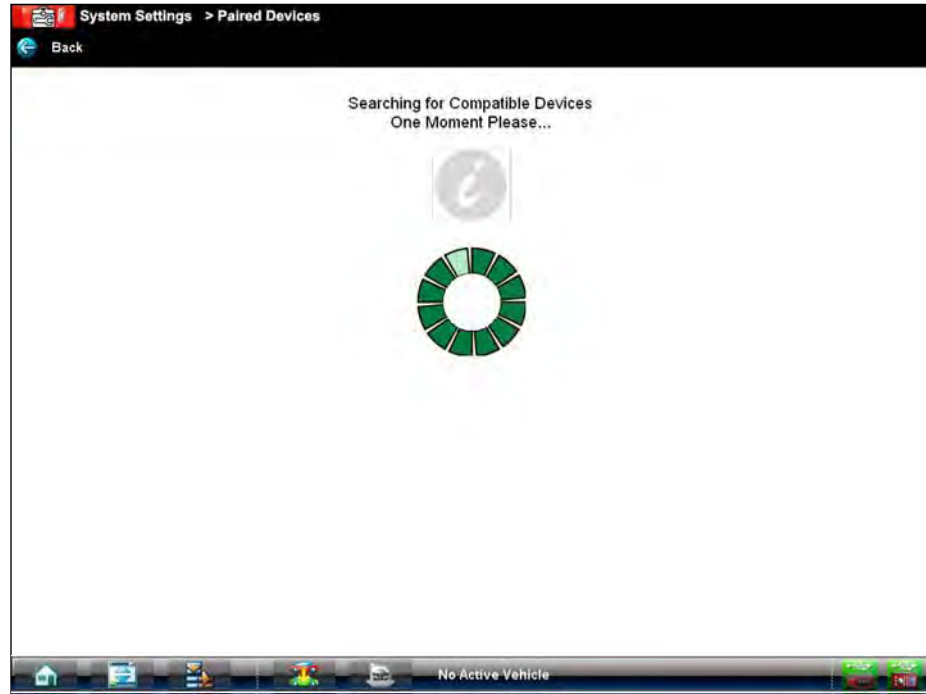 System Settings > Paired Devices
Back
Searching for Compatible Devices
One Moment Please...
i
No Active Vehicle